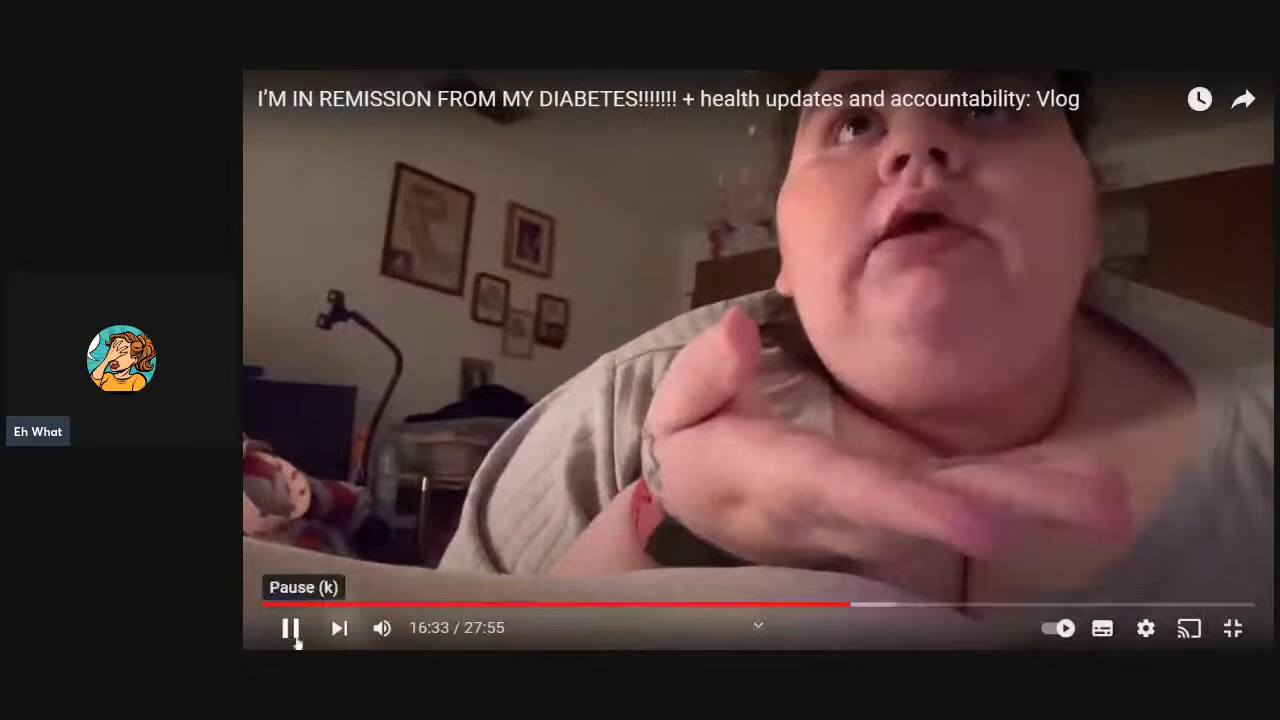 I'M IN REMISSION FROM MY DIABETES!!!!!!! + health updates and accountability: Vlog
Eh What
Pause (k)
16:33 / 27:55